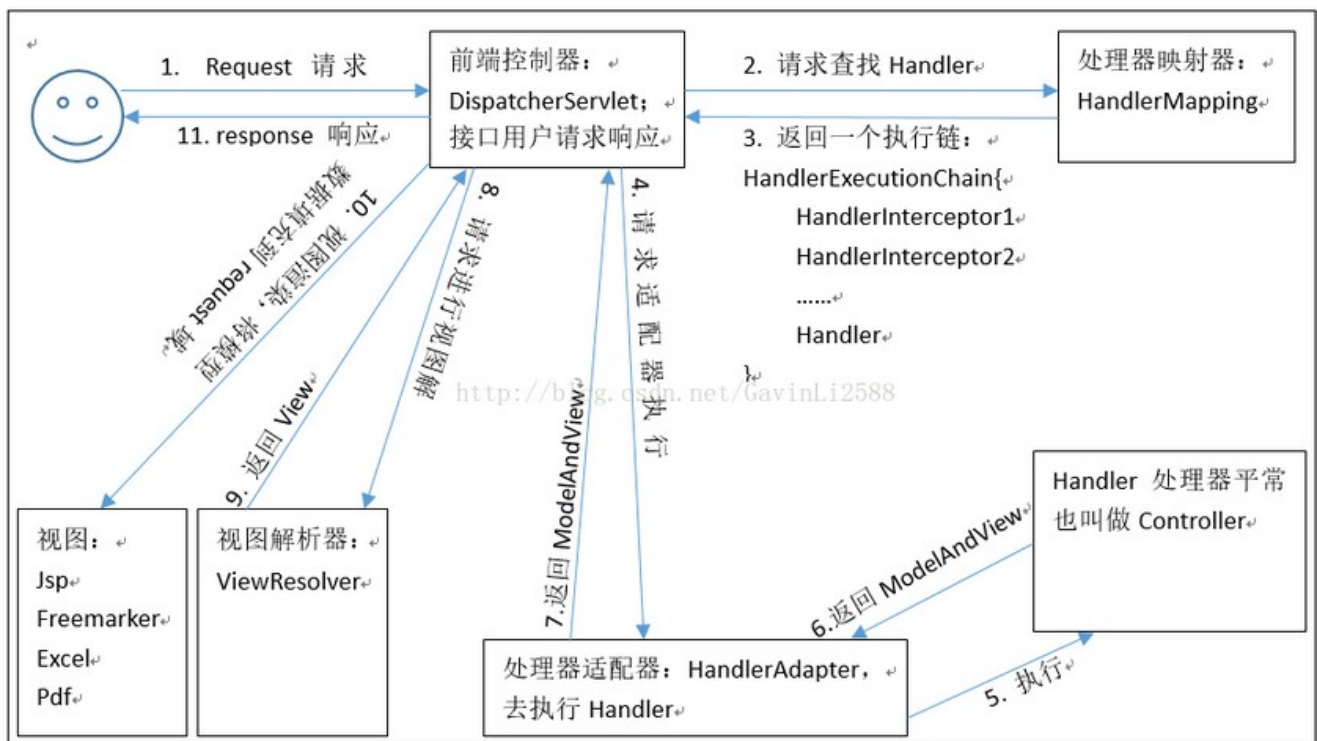 1. Request 请求
前端控制器：
DispatcherServlet；
接口用户请求响应
2. 请求查找 Handler
处理器映射器：
HandlerMapping
11. response 响应
3. 返回一个执行链：
HandlerExecutionChain{
HandlerInterceptor1
HandlerInterceptor2
……
Handler
}
10. 视图渲染，将模型
数据填充到 request 域
9. 返回 View
8. 请求进行视图解
7.返回 ModelAndView
4. 请求适配器执行
http://blog.csdn.net/GavinLi2588
视图：
Jsp
Freemarker
Excel
Pdf
视图解析器：
ViewResolver
Handler 处理器平常
也叫做 Controller
6.返回 ModelAndView
5. 执行
处理器适配器：HandlerAdapter，
去执行 Handler